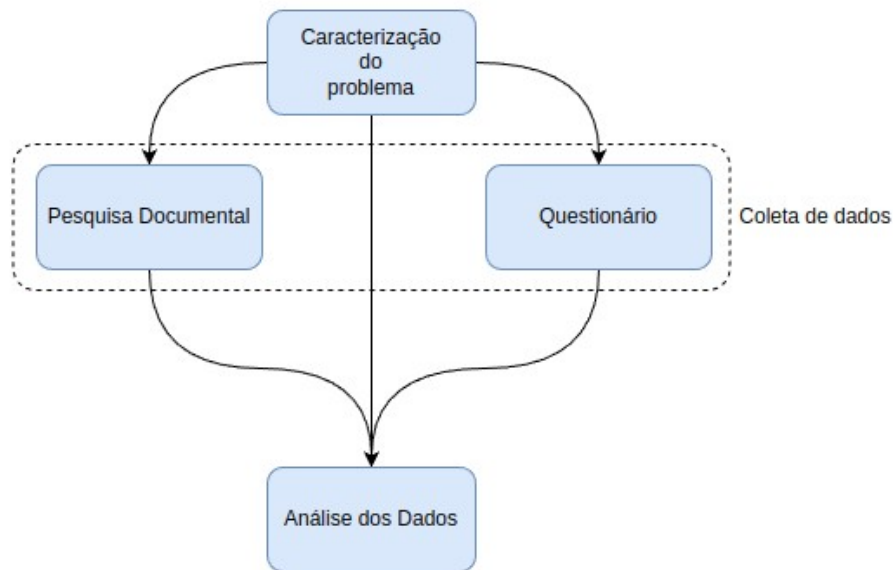 Caracterização
do
problema
Pesquisa Documental
Questionário
Coleta de dados
Análise dos Dados